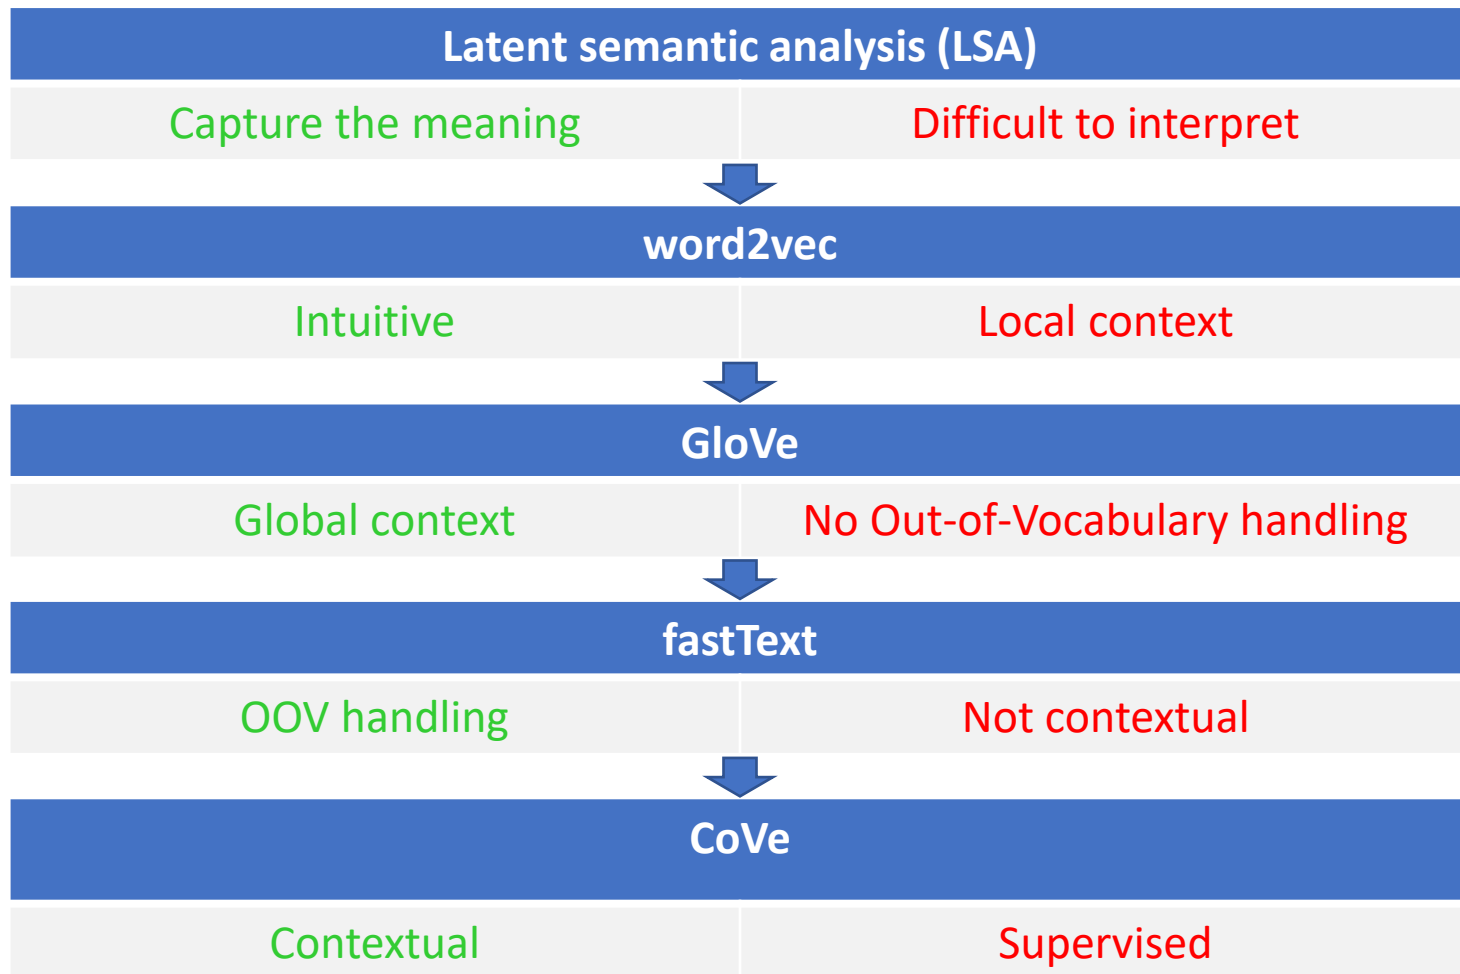 Latent semantic analysis (LSA)
Capture the meaning
Difficult to interpret
word2vec
Intuitive
Local context
GloVe
Global context
No Out-of-Vocabulary handling
fastText
OOV handling
Not contextual
CoVe
Contextual
Supervised